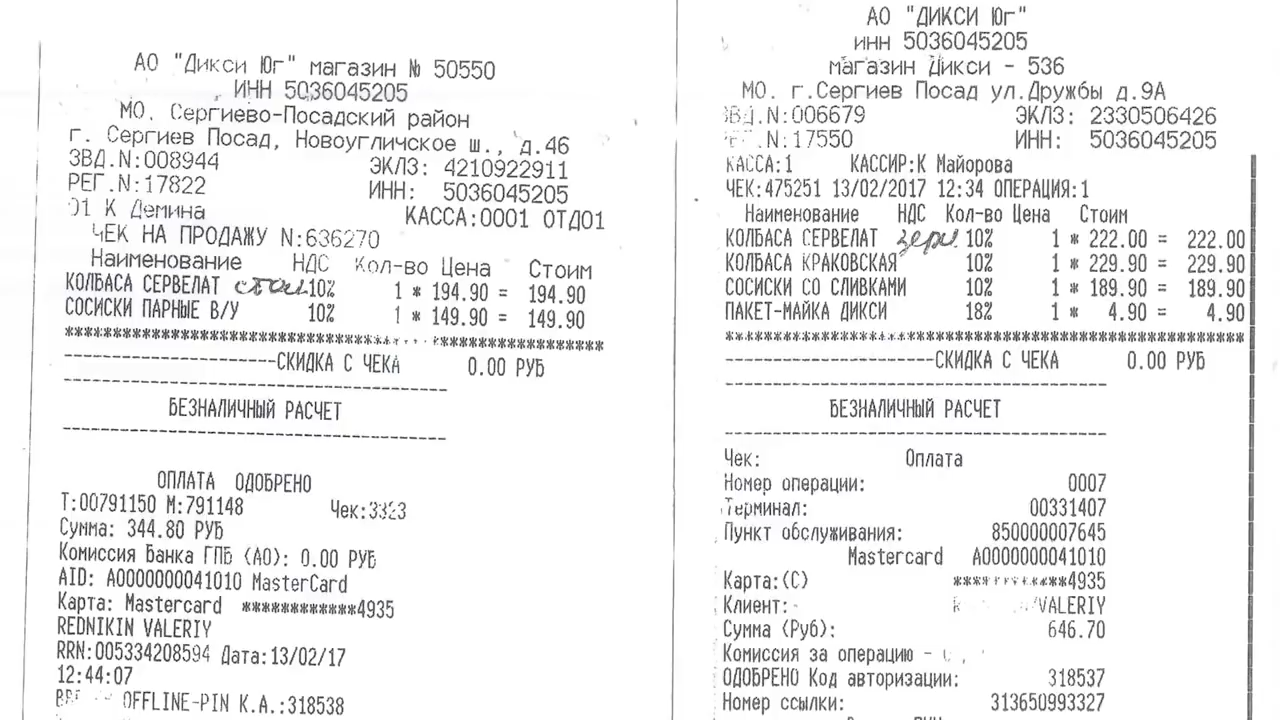 АО "Дикси Юг" магазин № 50550
ИНН 5036045205
МО. Сергиево-Посадский район
г. Сергиев Посад, Новоугличское ш., д.46
ЗВД.N:008944 ЭКЛЗ: 4210922911
РЕГ.N:17822 ИНН: 5036045205
01 К Демина КАССА:0001 ОТД01
ЧЕК НА ПРОДАЖУ N:636270
Наименование НДС Кол-во Цена Стоим
КОЛБАСА СЕРВЕЛАТ 10% 1 * 194.90 = 194.90
СОСИСКИ ПАРНЫЕ В/У 10% 1 * 149.90 = 149.90
СКИДКА С ЧЕКА 0.00 РУБ
БЕЗНАЛИЧНЫЙ РАСЧЕТ
ОПЛАТА ОДОБРЕНО
Т:00791150 М:791148 Чек:3323
Сумма: 344.80 РУБ
Комиссия Банка ГПБ (АО): 0.00 РУБ
AID: A0000000041010 MasterCard
Карта: Mastercard ************4935
REDNIKIN VALERIY
RRN:005334208594 Дата:13/02/17
12:44:07
OFFLINE-PIN К.А.:318538
АО "ДИКСИ Юг"
инн 5036045205
магазин Дикси - 536
МО. г.Сергиев Посад ул.Дружбы д.9А
ЗВД.N:006679 ЭКЛЗ: 2330506426
РЕГ.N:17550 ИНН: 5036045205
КАССА:1 КАССИР:К Майорова
ЧЕК:475251 13/02/2017 12:34 ОПЕРАЦИЯ:1
Наименование НДС Кол-во Цена Стоим
КОЛБАСА СЕРВЕЛАТ зерн 10% 1 * 222.00 = 222.00
КОЛБАСА КРАКОВСКАЯ 10% 1 * 229.90 = 229.90
СОСИСКИ СО СЛИВКАМИ 10% 1 * 189.90 = 189.90
ПАКЕТ-МАЙКА ДИКСИ 18% 1 * 4.90 = 4.90
СКИДКА С ЧЕКА 0.00 РУБ
БЕЗНАЛИЧНЫЙ РАСЧЕТ
Чек: Оплата
Номер операции: 0007
Терминал: 00331407
Пункт обслуживания: 850000007645
Mastercard A0000000041010
Карта:(C) ************4935
Клиент: /VALERIY
Сумма (Руб): 646.70
Комиссия за операцию -
ОДОБРЕНО Код авторизации: 318537
Номер ссылки: 313650993327